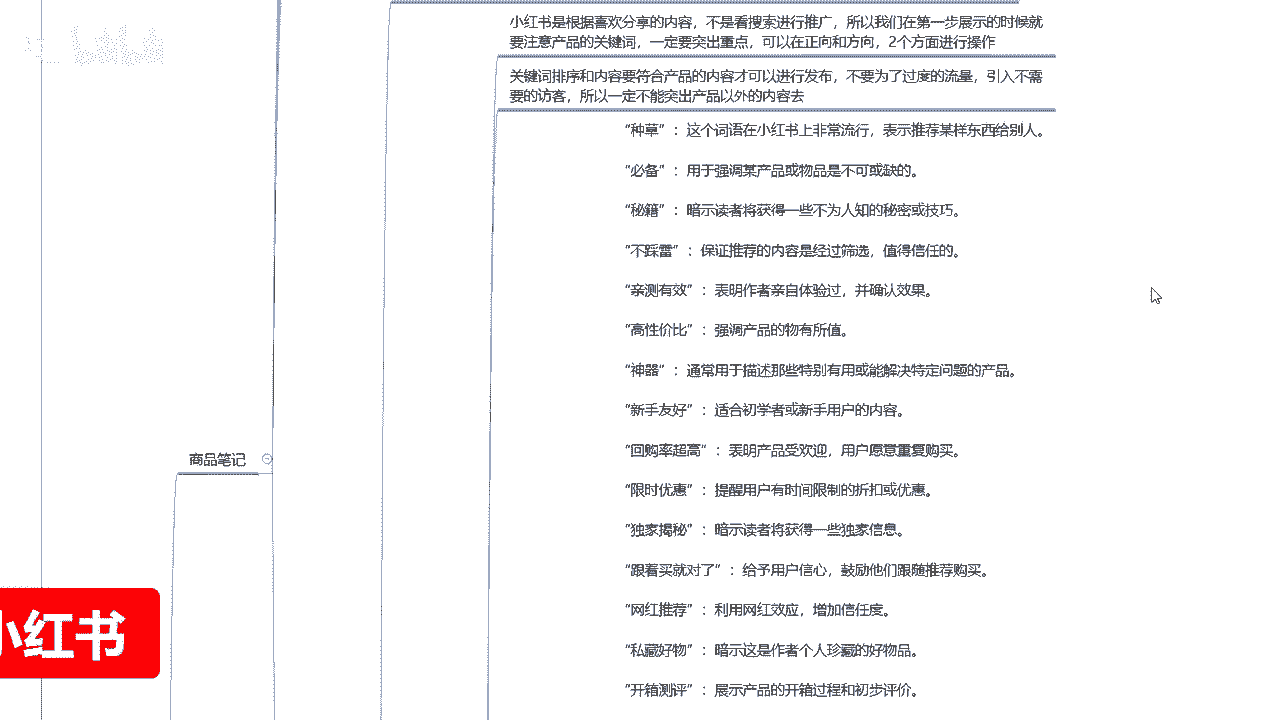 小红书是根据喜欢分享的内容，不是看搜索进行推广，所以我们在第一步展示的时候就
要注意产品的关键词，一定要突出重点，可以在正向和方向，2个方面进行操作
关键词排序和内容要符合产品的内容才可以进行发布，不要为了过度的流量，引入不需
要的访客，所以一定不能突出产品以外的内容去
“种草”：这个词语在小红书上非常流行，表示推荐某样东西给别人。
“必备”：用于强调某产品或物品是不可或缺的。
“秘籍”：暗示读者将获得一些不为人知的秘密或技巧。
“不踩雷”：保证推荐的内容是经过筛选，值得信任的。
“亲测有效”：表明作者亲自体验过，并确认效果。
“高性价比”：强调产品的物有所值。
“神器”：通常用于描述那些特别有用或能解决特定问题的产品。
“新手友好”：适合初学者或新手用户的内容。
“回购率超高”：表明产品受欢迎，用户愿意重复购买。
“限时优惠”：提醒用户有时间限制的折扣或优惠。
“独家揭秘”：暗示读者将获得一些独家信息。
“跟着买就对了”：给予用户信心，鼓励他们跟随推荐购买。
“网红推荐”：利用网红效应，增加信任度。
“私藏好物”：暗示这是作者个人珍藏的好物品。
“开箱测评”：展示产品的开箱过程和初步评价。
商品笔记
小红书